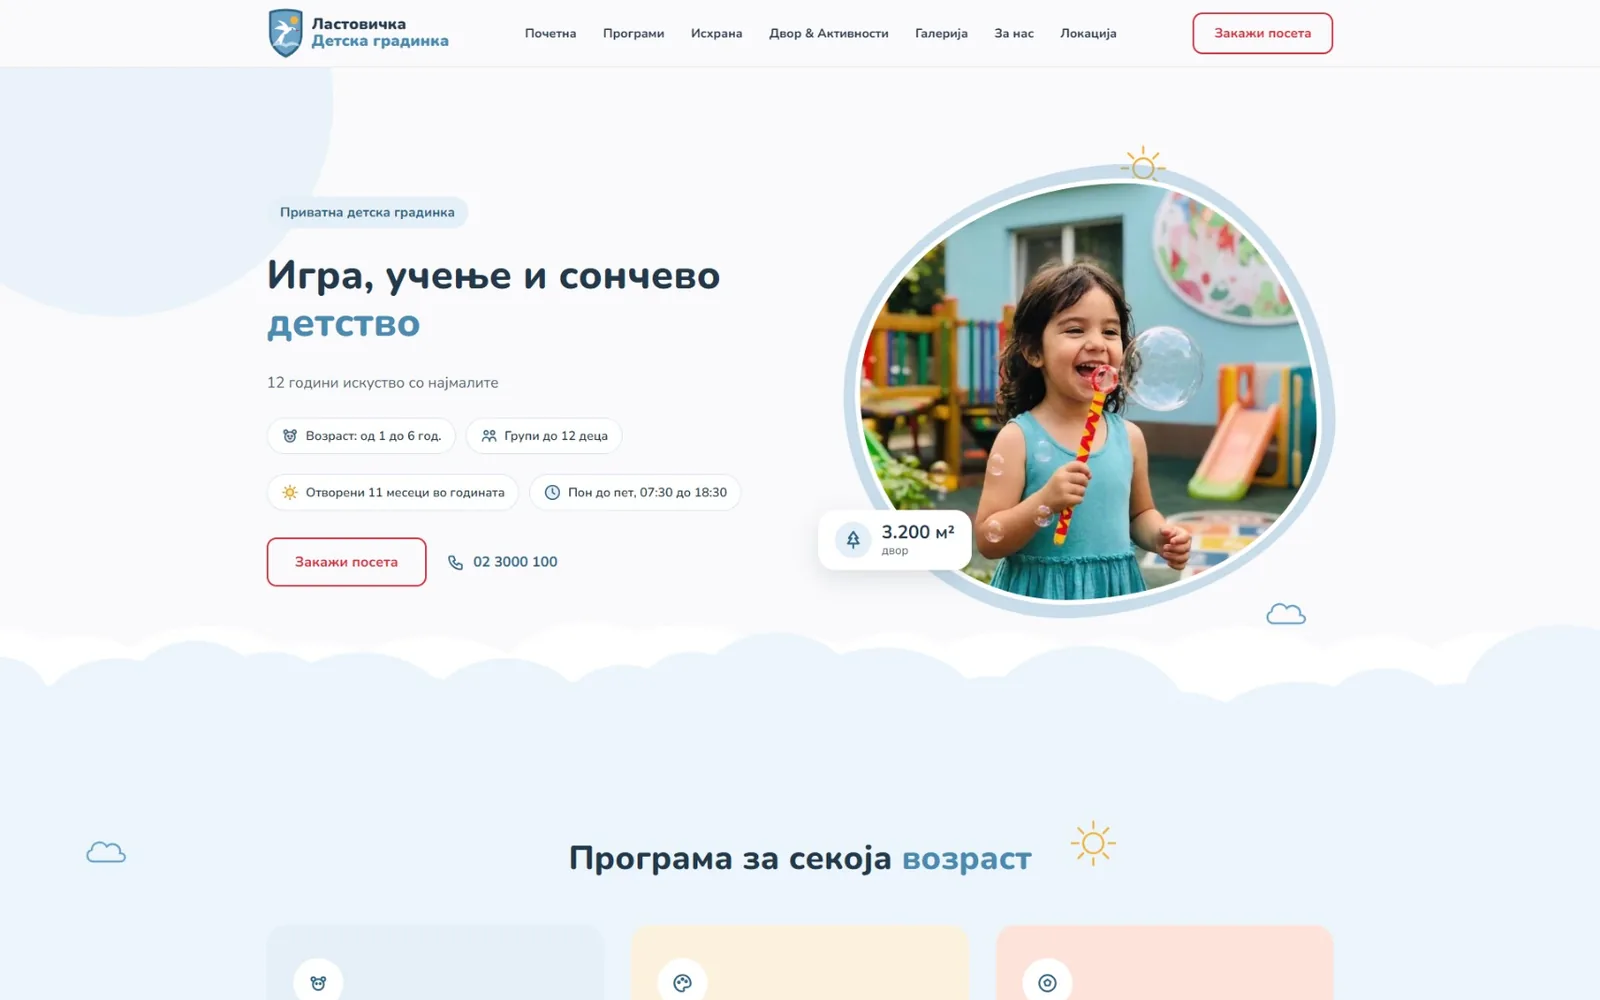 Ластовичка
Детска градинка
Почетна
Програми
Исхрана
Двор & Активности
Галерија
За нас
Локација
Закажи посета
Приватна детска градинка
Игра, учење и сончево
детство
12 години искуство со најмалите
Возраст: од 1 до 6 год.
Групи до 12 деца
Отворени 11 месеци во годината
Пон до пет, 07:30 до 18:30
Закажи посета
02 3000 100
3.200 м²
двор
Програма за секоја возраст